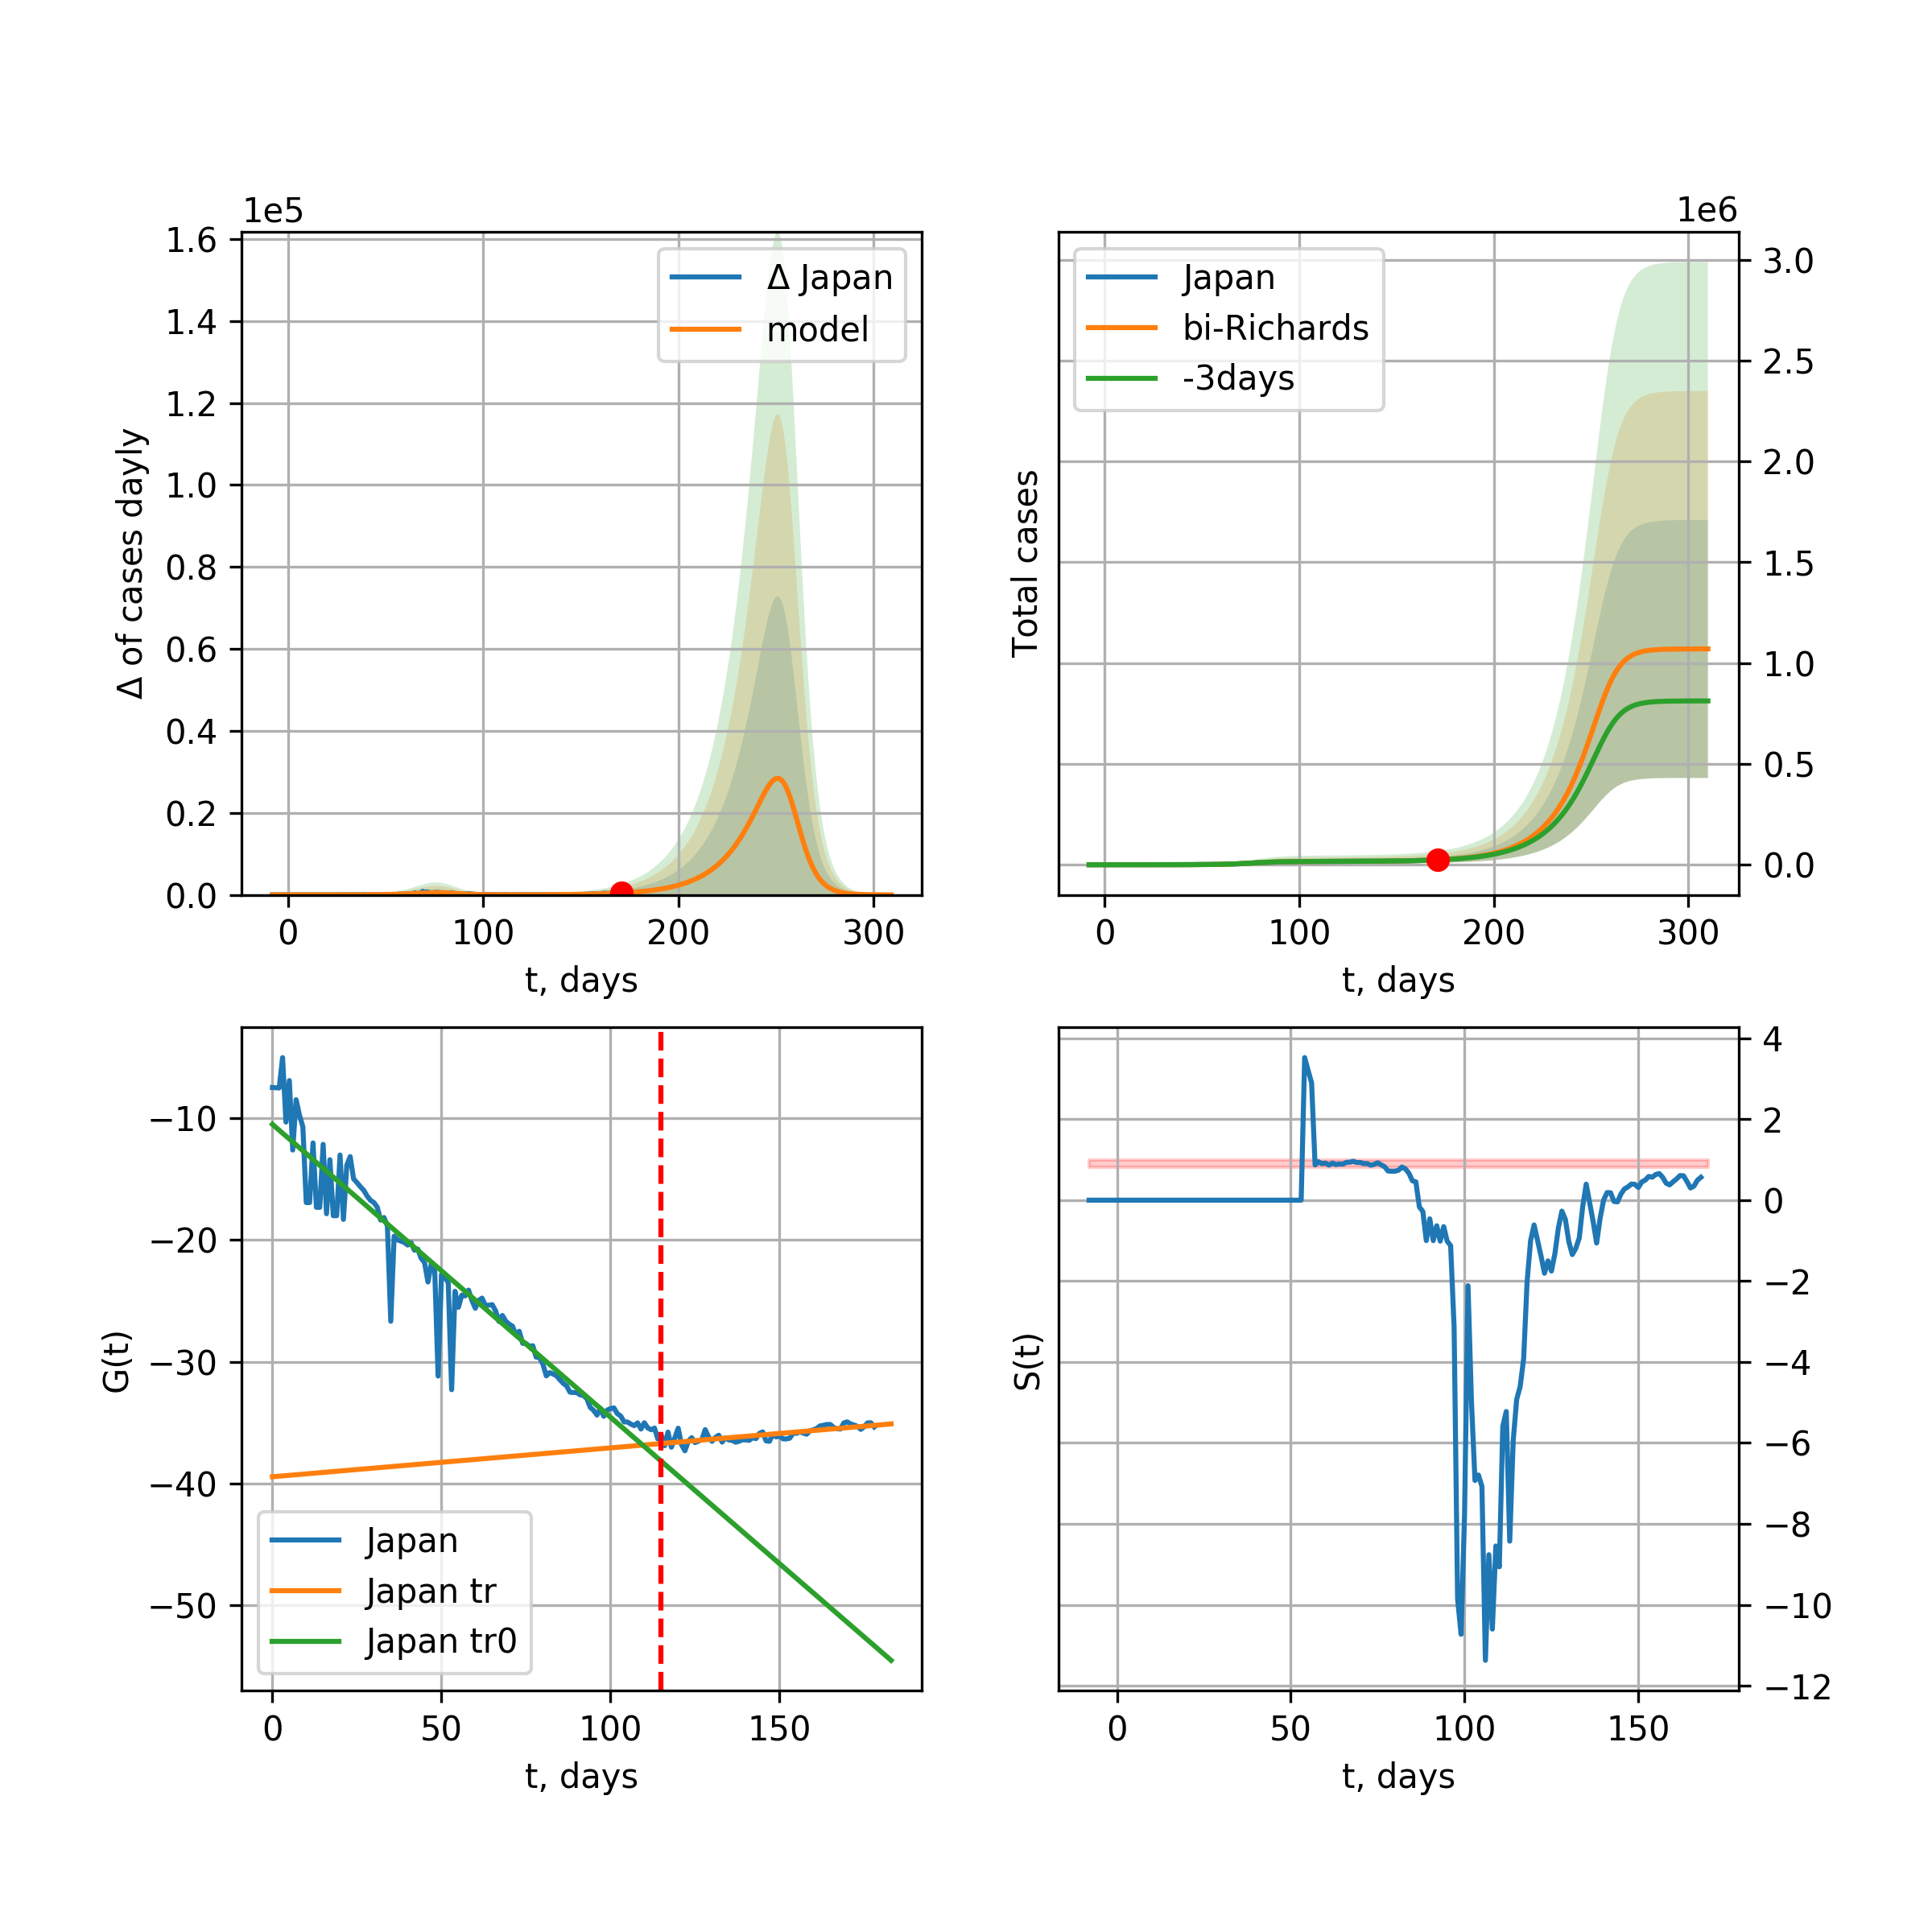 1e5
1.6
1.4
1.2
1.0
0.8
0.6
0.4
0.2
0.0
Δ of cases dayly
Δ Japan
model
0 100 200 300
t, days
1e6
3.0
2.5
2.0
1.5
1.0
0.5
0.0
Total cases
Japan
bi-Richards
-3days
0 100 200 300
t, days
−10
−20
−30
−40
−50
G(t)
Japan
Japan tr
Japan tr0
0 50 100 150
t, days
4
2
0
−2
−4
−6
−8
−10
−12
S(t)
0 50 100 150
t, days